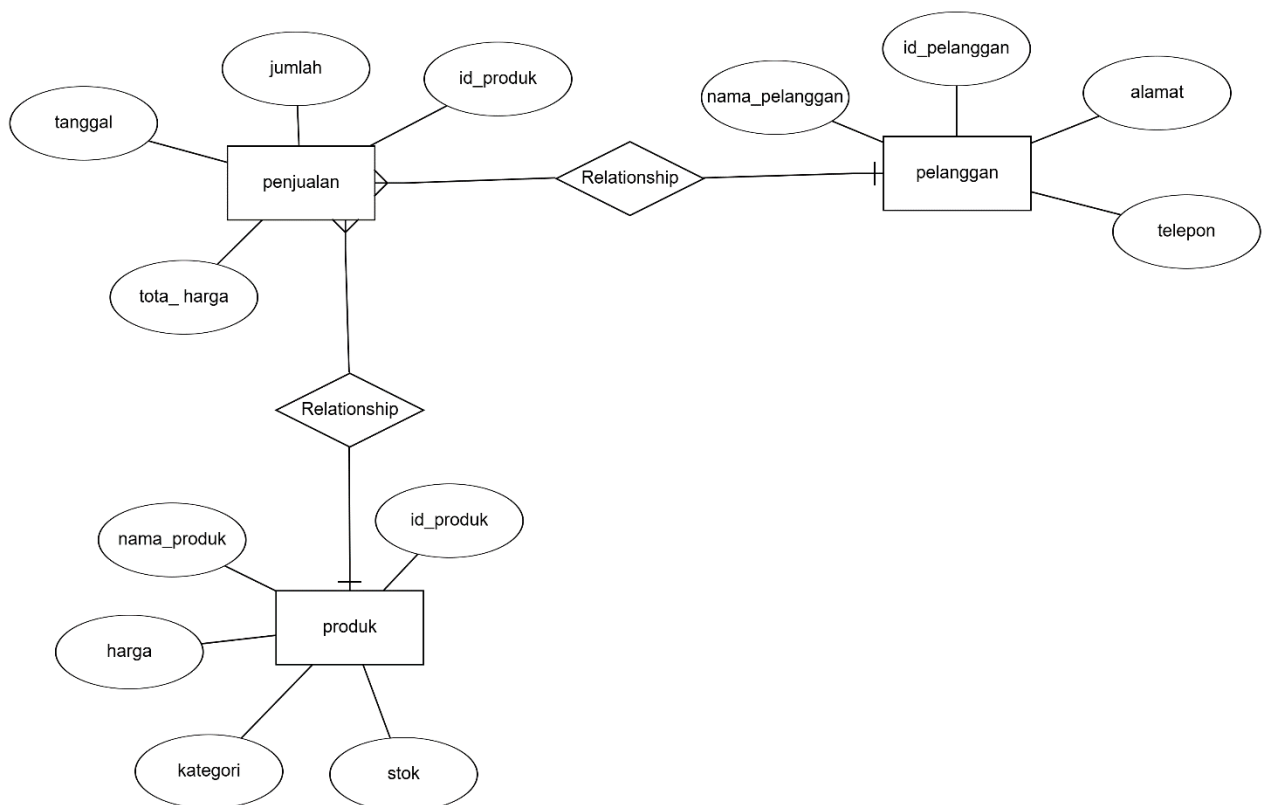 id_pelanggan
jumlah
id_produk
nama_pelanggan
alamat
tanggal
penjualan
Relationship
pelanggan
telepon
tota_ harga
Relationship
id_produk
nama_produk
produk
harga
kategori
stok